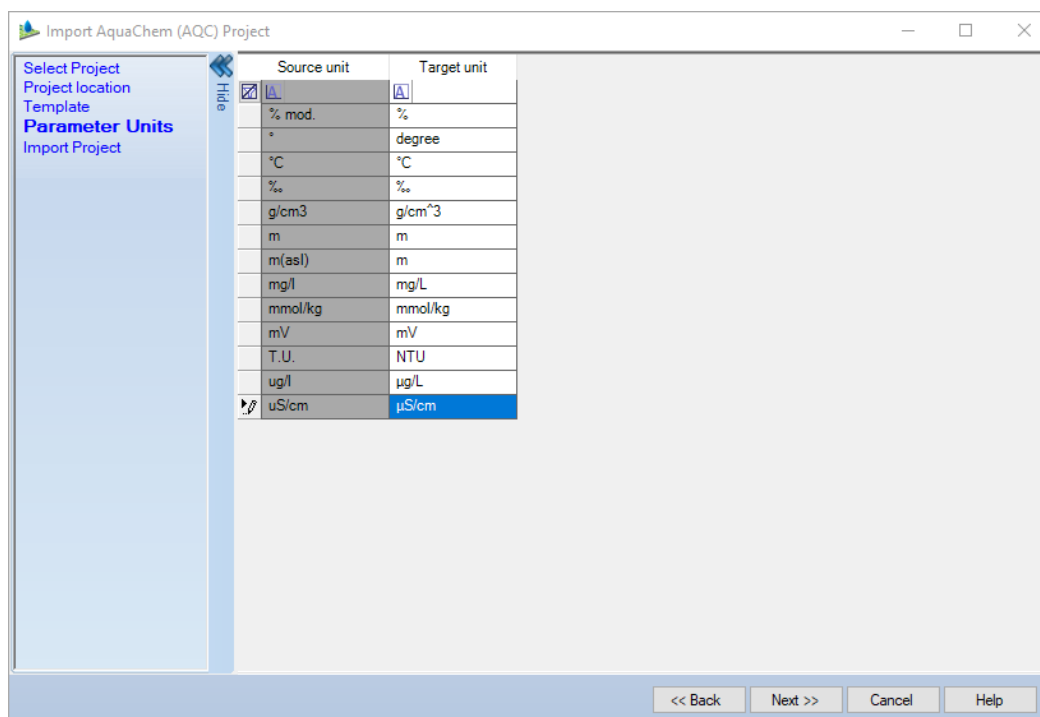 Import AquaChem (AQC) Project
Select Project
Project location
Template
Parameter Units
Import Project
Hide
Source unit Target unit
A A
% mod. %
° degree
°C °C
‰ ‰
g/cm3 g/cm^3
m m
m(asl) m
mg/l mg/L
mmol/kg mmol/kg
mV mV
T.U. NTU
ug/l µg/L
uS/cm µS/cm
<< Back Next >> Cancel Help